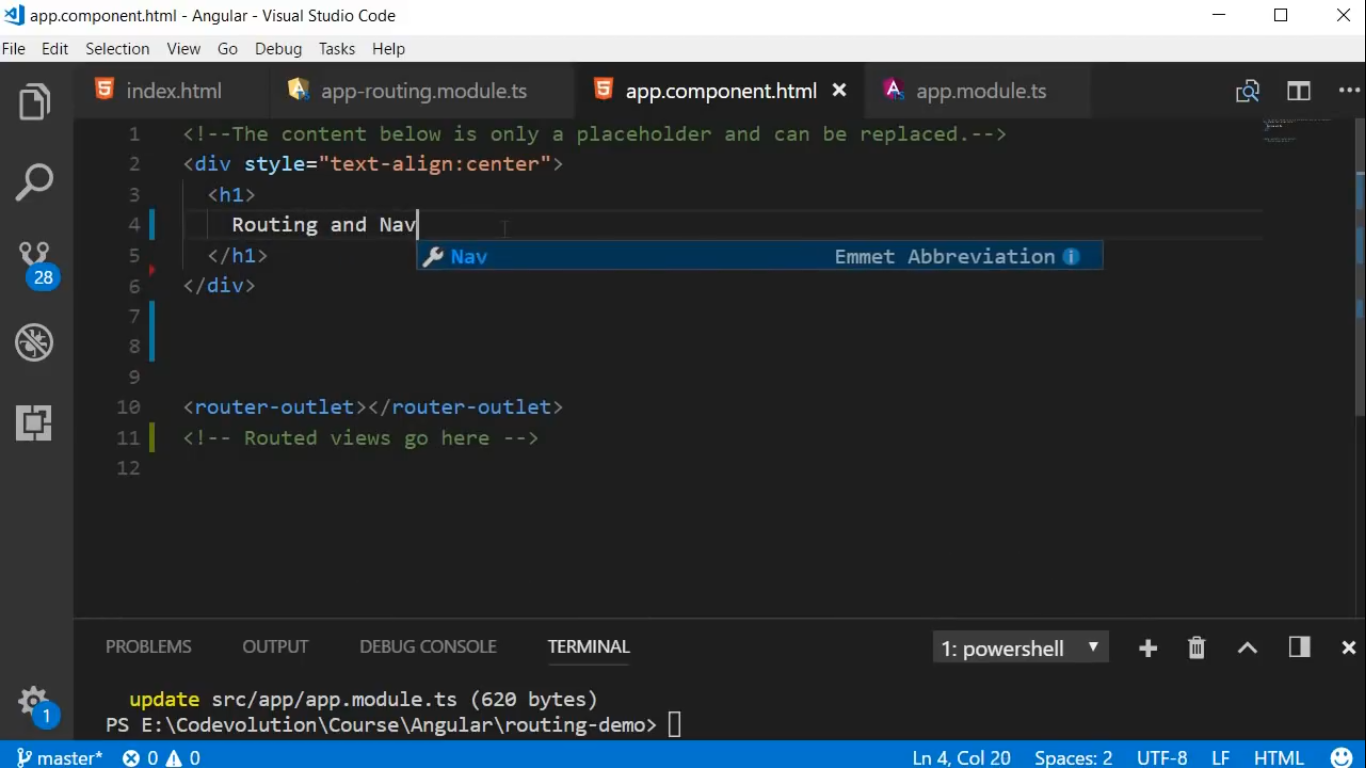 app.component.html - Angular - Visual Studio Code
File Edit Selection View Go Debug Tasks Help
index.html app-routing.module.ts app.component.html app.module.ts
1 <!--The content below is only a placeholder and can be replaced.-->
2 <div style="text-align:center">
3 <h1>
4 Routing and Nav
Nav Emmet Abbreviation
5 </h1>
6 </div>
7
8
9
10 <router-outlet></router-outlet>
11 <!-- Routed views go here -->
12
28
PROBLEMS OUTPUT DEBUG CONSOLE TERMINAL 1: powershell
update src/app/app.module.ts (620 bytes)
PS E:\Codevolution\Course\Angular\routing-demo>
1
master* 0 0 Ln 4, Col 20 Spaces: 2 UTF-8 LF HTML